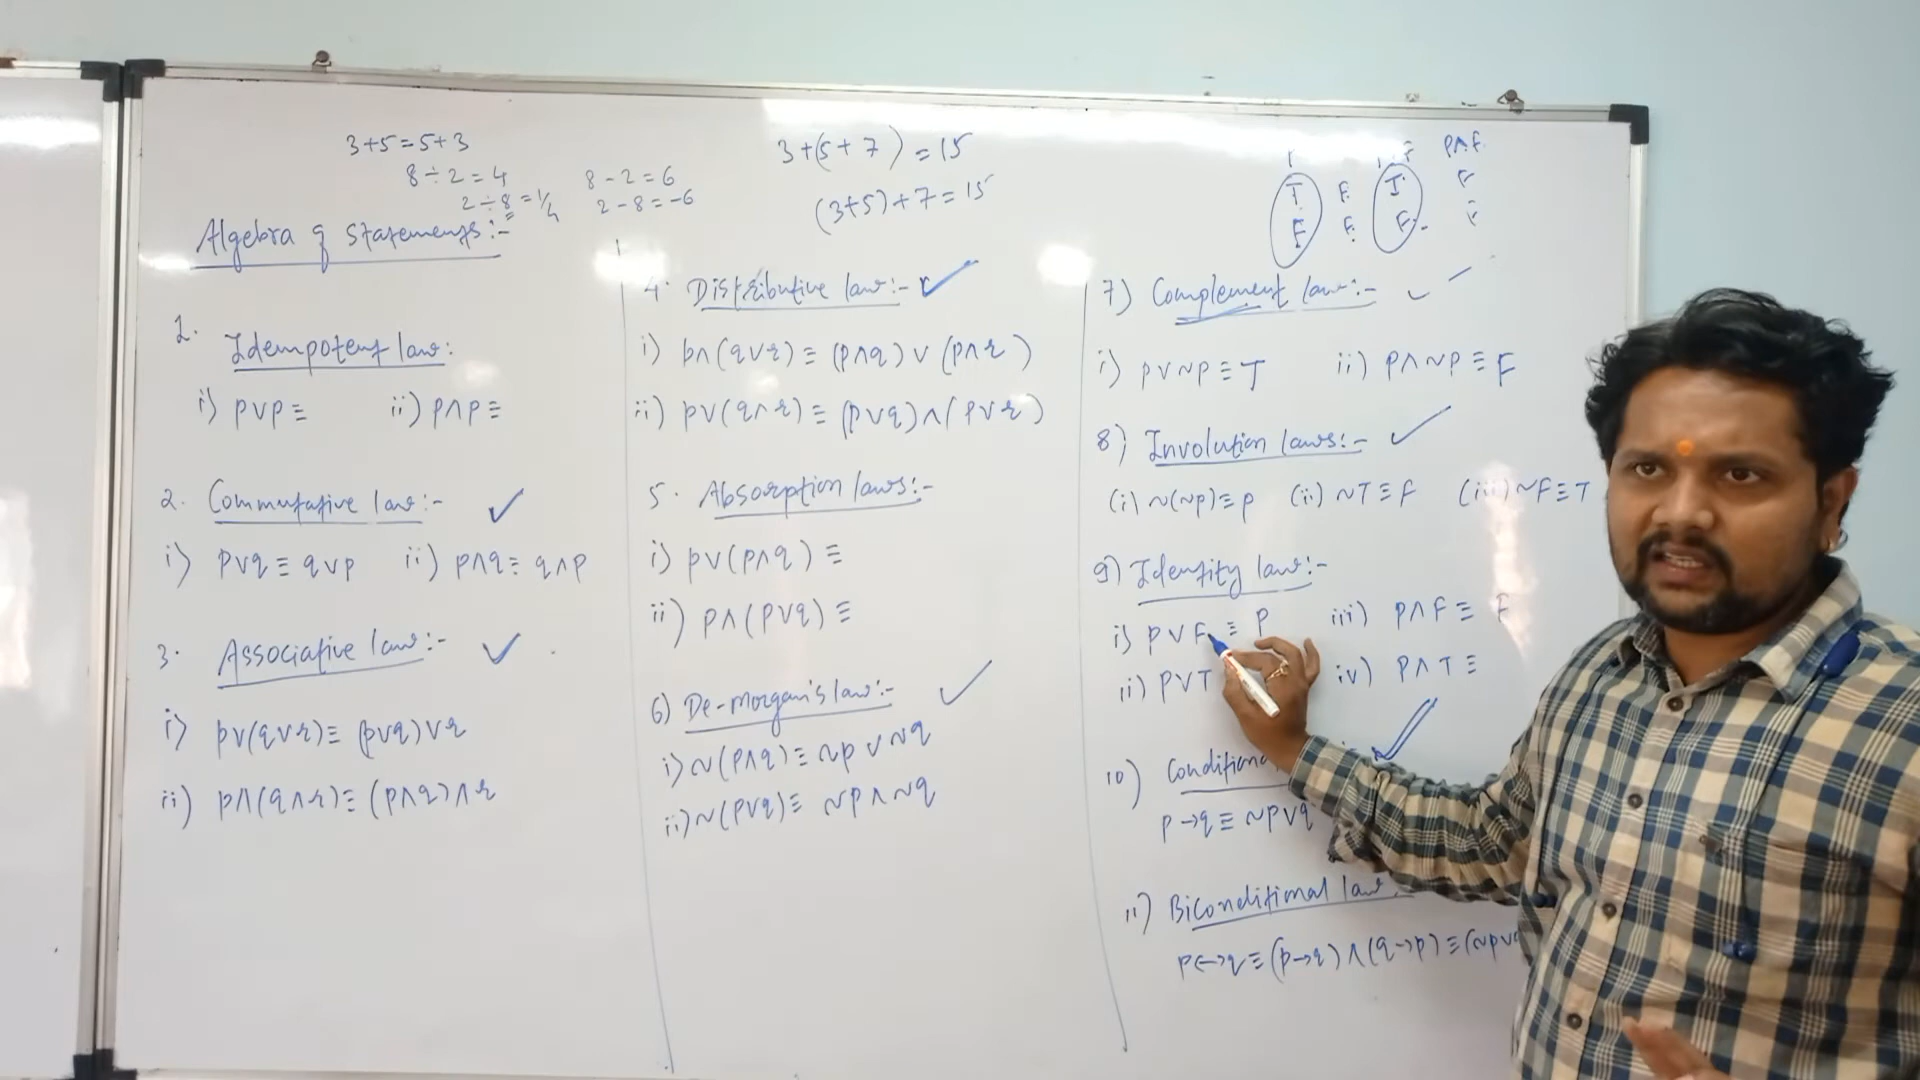 3+5=5+3
8÷2=4
2÷8=1/4
8-2=6
2-8=-6
3+(5+7)=15
(3+5)+7=15
P∧F
T F T F
F F F F
Algebra of statements:-
1. Idempotent law:
i) p∨p≡ ii) p∧p≡
2. Commutative law:- ✓
i) p∨q≡q∨p ii) p∧q≡q∧p
3. Associative law:- ✓
i) p∨(q∨r)≡(p∨q)∨r
ii) p∧(q∧r)≡(p∧q)∧r
4. Distributive law:- ✓
i) p∧(q∨r)≡(p∧q)∨(p∧r)
ii) p∨(q∧r)≡(p∨q)∧(p∨r)
5. Absorption laws:-
i) p∨(p∧q)≡
ii) p∧(p∨q)≡
6) De-morgan's law:- ✓
i) ~(p∧q)≡~p∨~q
ii) ~(p∨q)≡~p∧~q
7) Complement law:- ✓
i) p∨~p≡T ii) p∧~p≡F
8) Involution laws:- ✓
(i) ~(~p)≡p (ii) ~T≡F (iii) ~F≡T
9) Identity law:-
i) p∨F≡p iii) p∧F≡F
ii) p∨T iv) p∧T≡
10) Conditional ✓
p→q≡~p∨q
11) Biconditional law
p↔q≡(p→q)∧(q→p)≡(~p∨